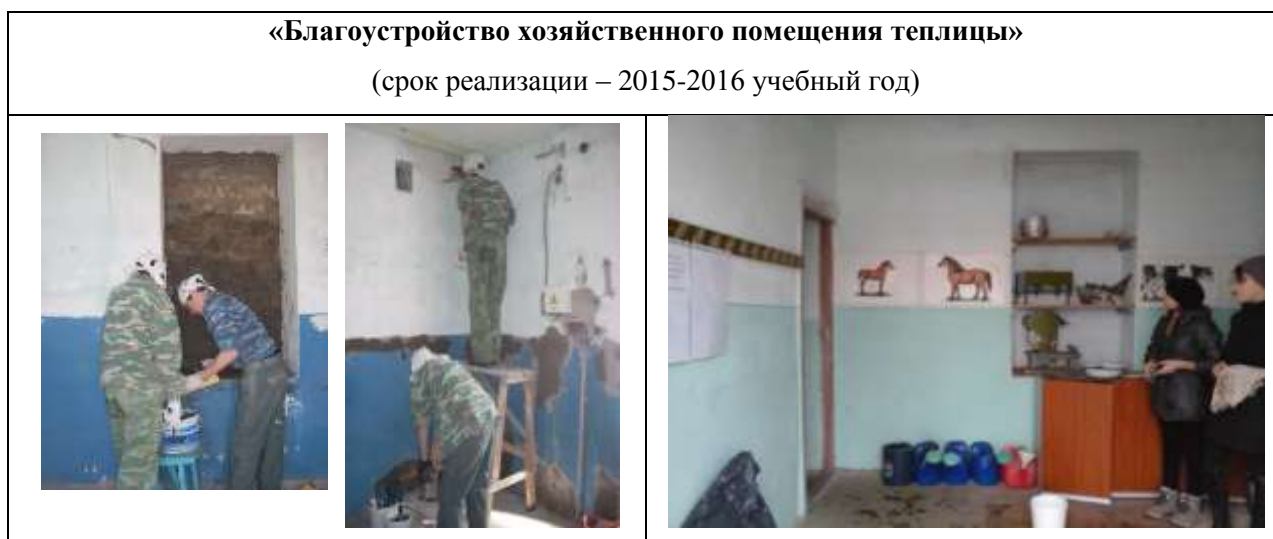 «Благоустройство хозяйственного помещения теплицы»
(срок реализации – 2015-2016 учебный год)